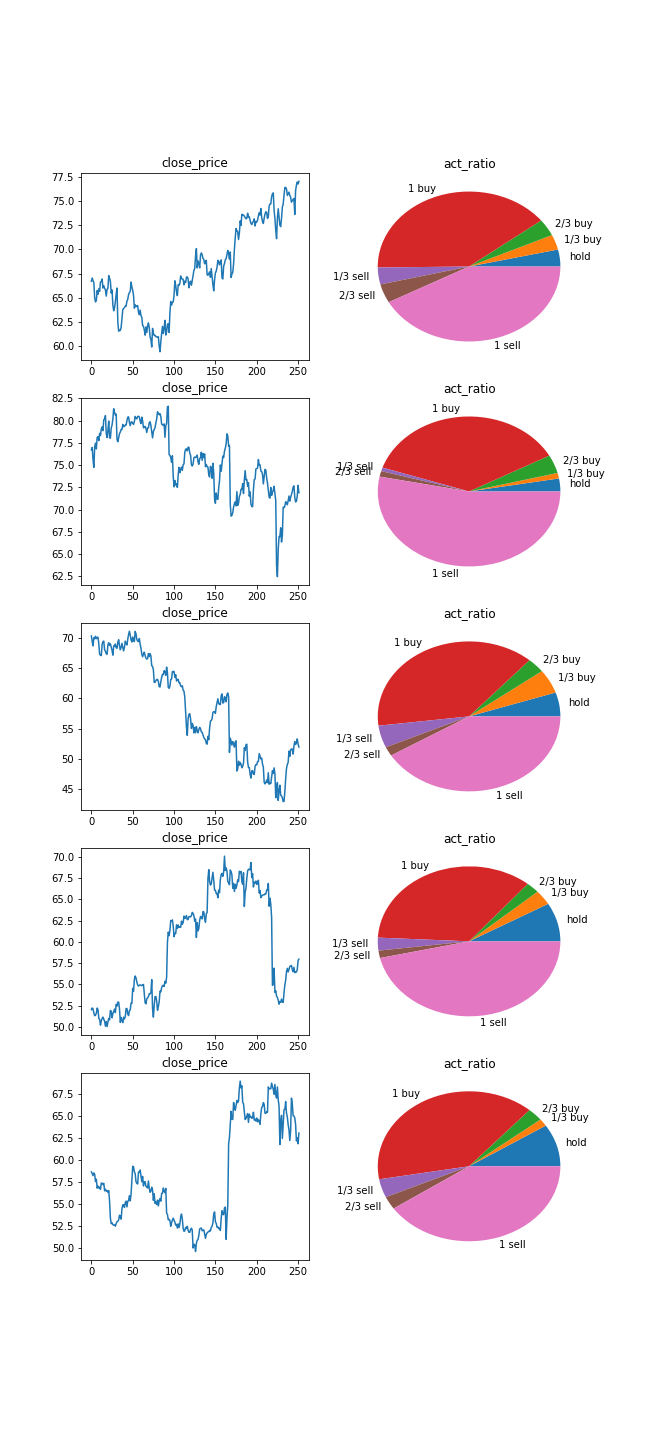 close_price
act_ratio
77.5
75.0
72.5
70.0
67.5
65.0
62.5
60.0
0 50 100 150 200 250
1 buy
2/3 buy
1/3 buy
hold
1/3 sell
2/3 sell
1 sell
close_price
act_ratio
82.5
80.0
77.5
75.0
72.5
70.0
67.5
65.0
62.5
0 50 100 150 200 250
1 buy
2/3 buy
1/3 buy
hold
1/3 sell
2/3 sell
1 sell
close_price
act_ratio
70
65
60
55
50
45
0 50 100 150 200 250
1 buy
2/3 buy
1/3 buy
hold
1/3 sell
2/3 sell
1 sell
close_price
act_ratio
70.0
67.5
65.0
62.5
60.0
57.5
55.0
52.5
50.0
0 50 100 150 200 250
1 buy
2/3 buy
1/3 buy
hold
1/3 sell
2/3 sell
1 sell
close_price
act_ratio
67.5
65.0
62.5
60.0
57.5
55.0
52.5
50.0
0 50 100 150 200 250
1 buy
2/3 buy
1/3 buy
hold
1/3 sell
2/3 sell
1 sell